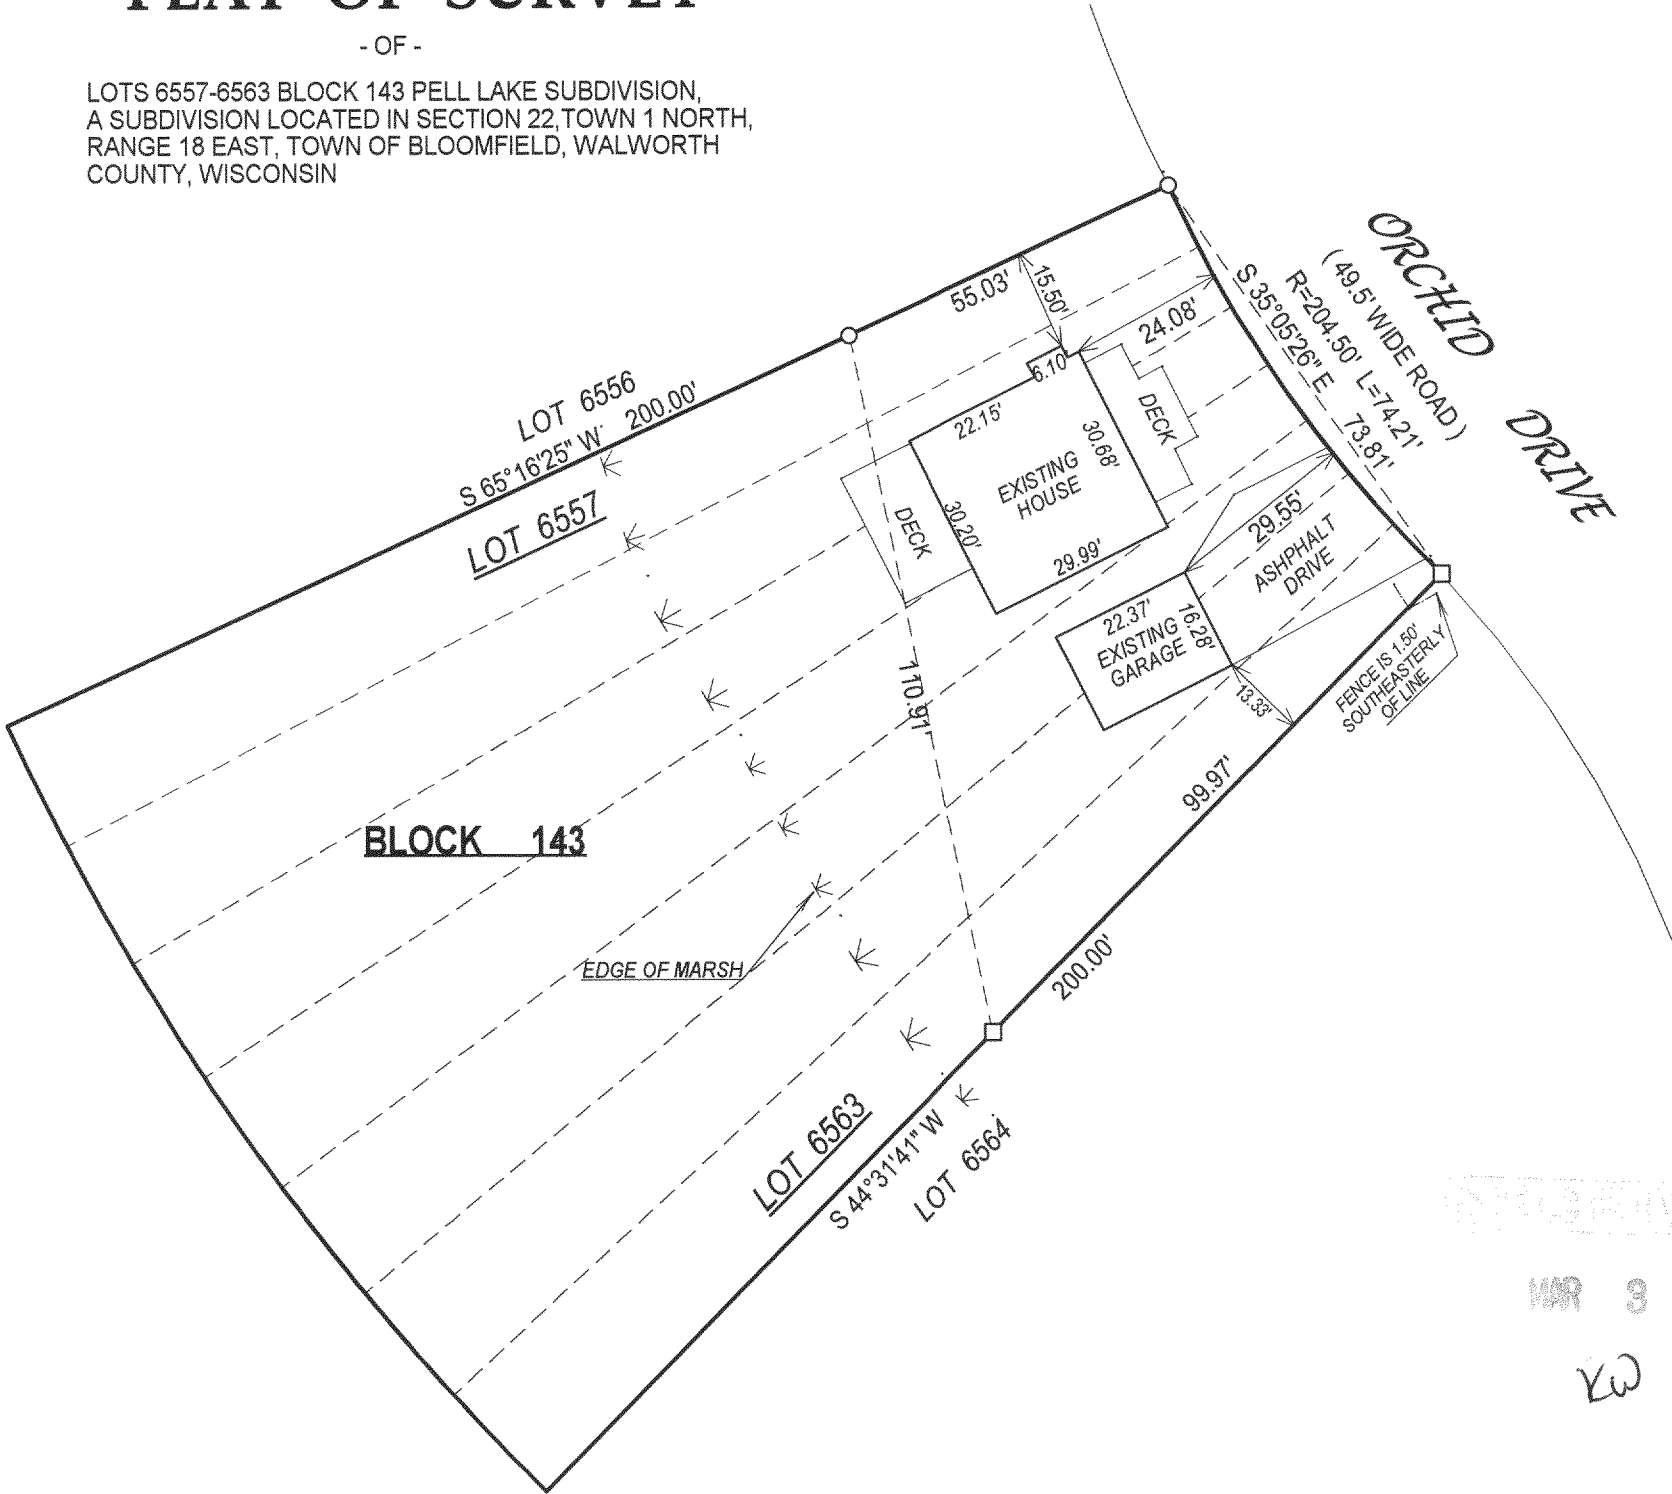 PLAT OF SURVEY
- OF -
LOTS 6557-6563 BLOCK 143 PELL LAKE SUBDIVISION,
A SUBDIVISION LOCATED IN SECTION 22, TOWN 1 NORTH,
RANGE 18 EAST, TOWN OF BLOOMFIELD, WALWORTH
COUNTY, WISCONSIN
ORCHID DRIVE
( 49.5' WIDE ROAD )
R=204.50' L=74.21'
S 35°05'26" E 73.81'
55.03'
15.50'
24.08'
6.10'
LOT 6556
S 65°16'25" W 200.00'
LOT 6557
22.15'
30.68'
DECK
EXISTING
HOUSE
DECK
30.20'
29.99'
29.55'
ASHPHALT
DRIVE
22.37'
16.28'
EXISTING
GARAGE
13.33'
FENCE IS 1.50'
SOUTHEASTERLY
OF LINE
110.91'
99.97'
BLOCK 143
EDGE OF MARSH
200.00'
LOT 6563
S 44°31'41" W
LOT 6564
MAR 3
KW